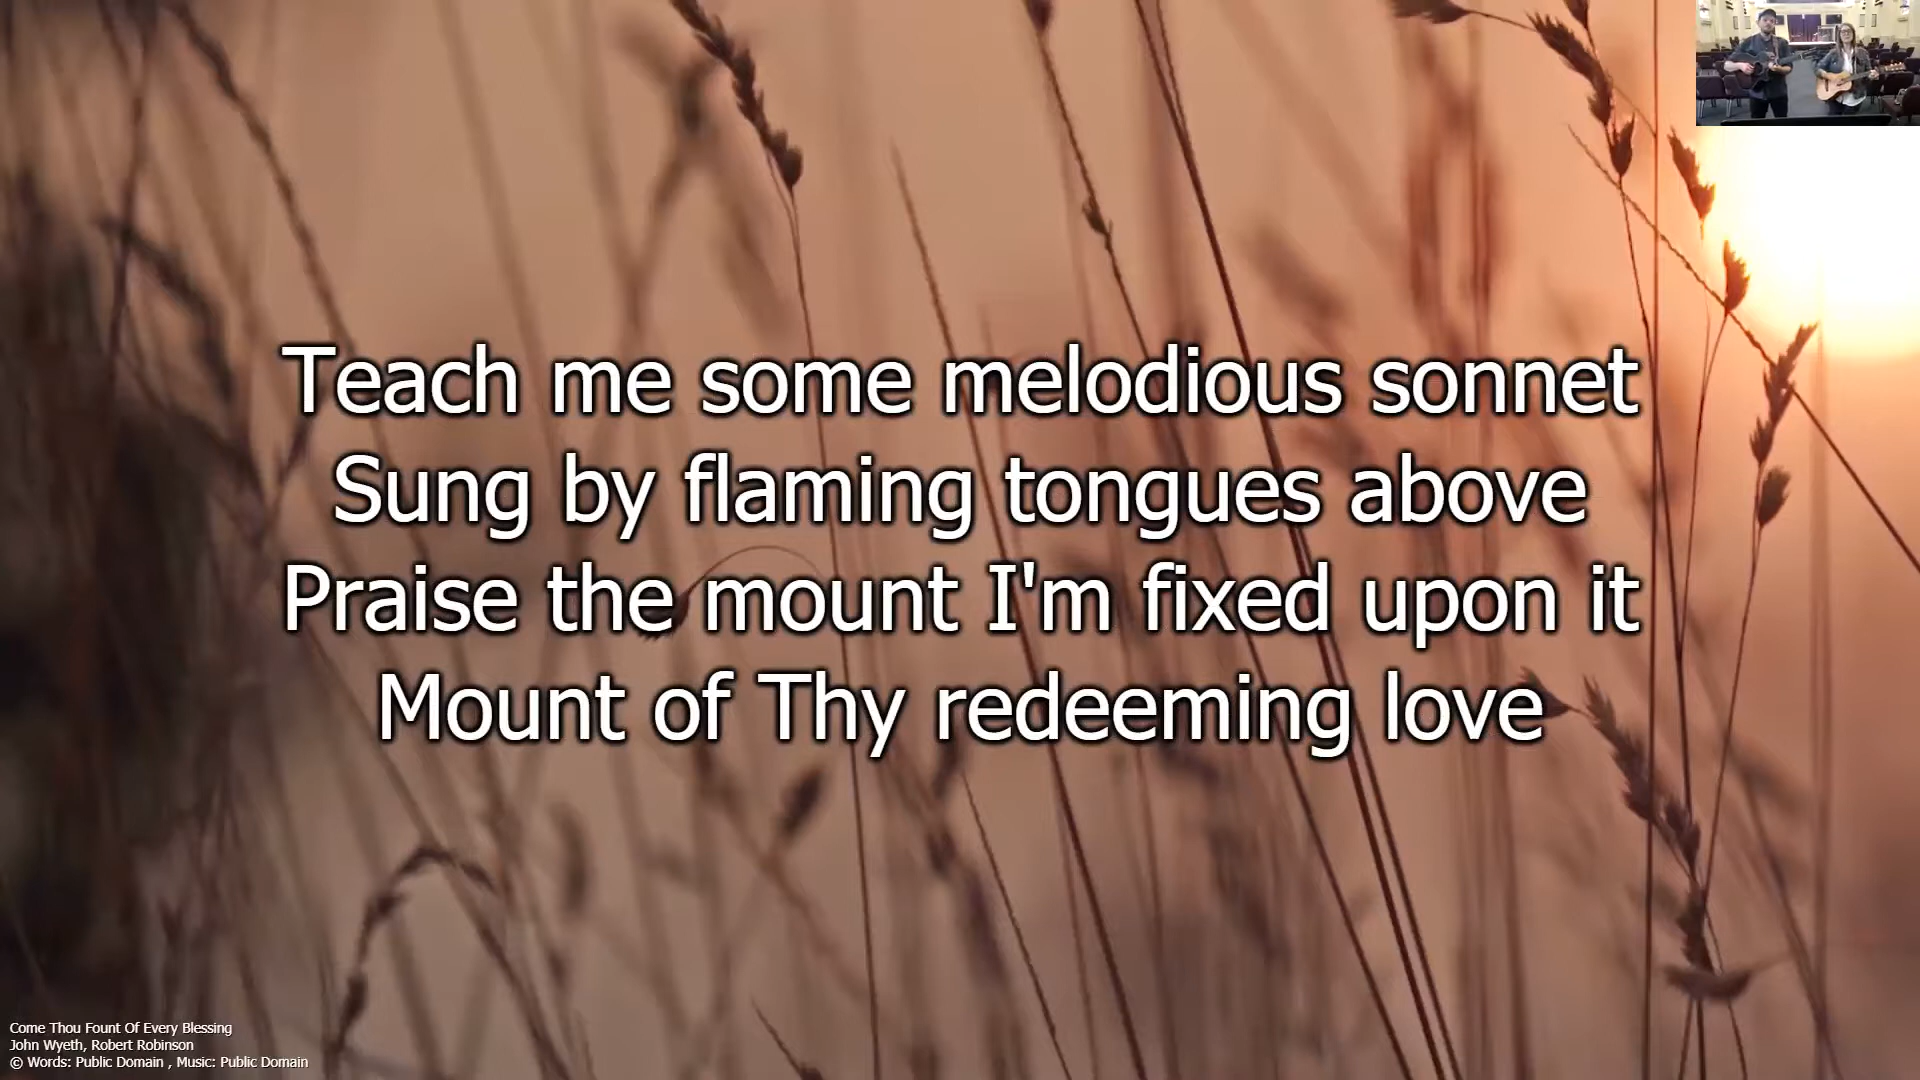 Teach me some melodious sonnet
Sung by flaming tongues above
Praise the mount I'm fixed upon it
Mount of Thy redeeming love
Come Thou Fount Of Every Blessing
John Wyeth, Robert Robinson
© Words: Public Domain , Music: Public Domain